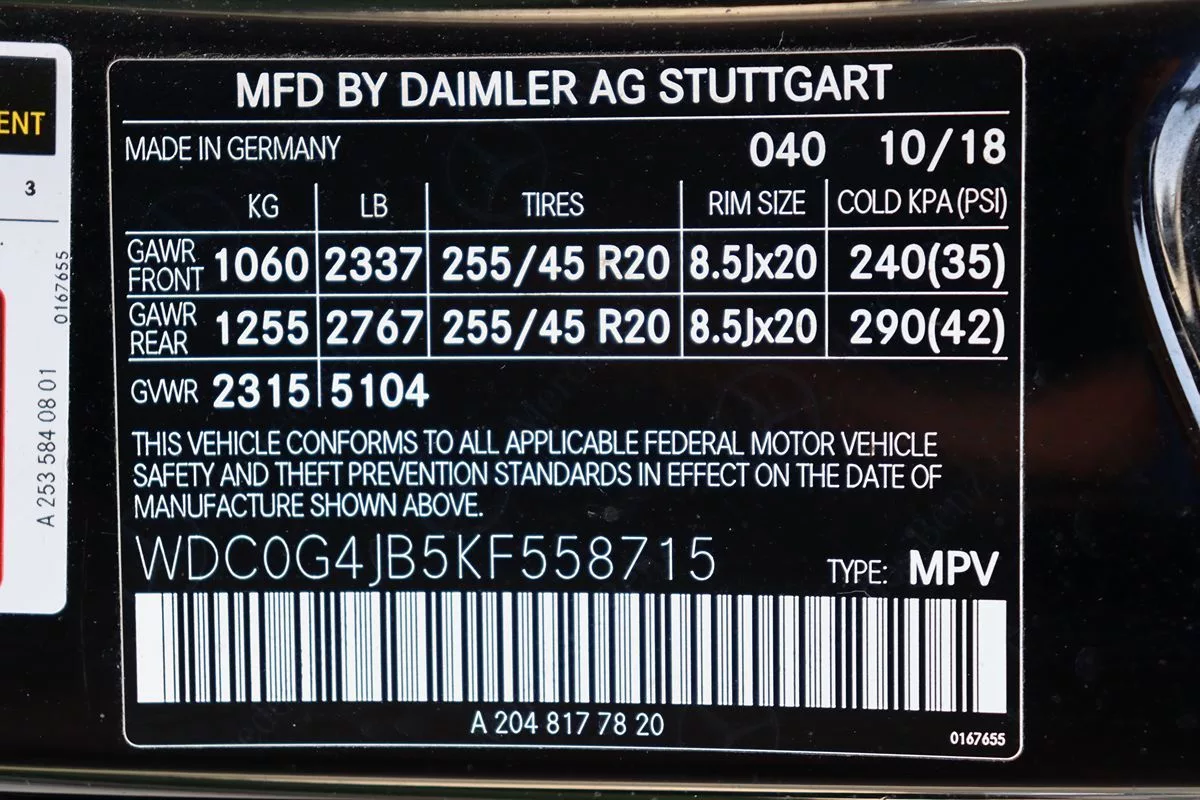 ENT
3
0167655
A 253 584 08 01
MFD BY DAIMLER AG STUTTGART
MADE IN GERMANY 040 10/18
KG LB TIRES RIM SIZE COLD KPA (PSI)
GAWR FRONT 1060 2337 255/45 R20 8.5Jx20 240(35)
GAWR REAR 1255 2767 255/45 R20 8.5Jx20 290(42)
GVWR 2315 5104
THIS VEHICLE CONFORMS TO ALL APPLICABLE FEDERAL MOTOR VEHICLE
SAFETY AND THEFT PREVENTION STANDARDS IN EFFECT ON THE DATE OF
MANUFACTURE SHOWN ABOVE.
WDC0G4JB5KF558715 TYPE: MPV
A 204 817 78 20
0167655